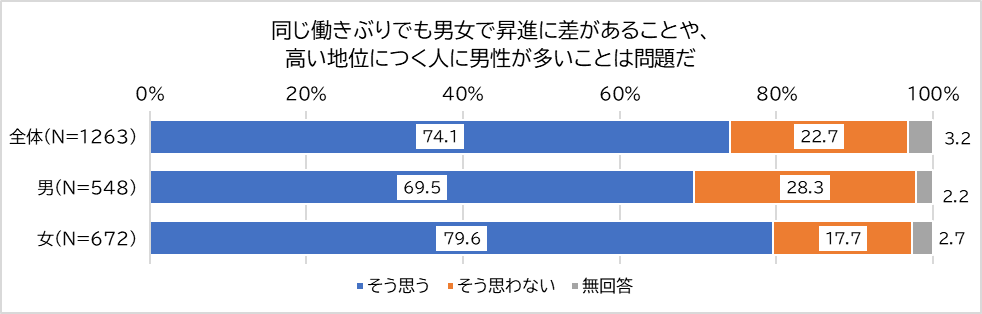 同じ働きぶりでも男女で昇進に差があることや、
高い地位につく人に男性が多いことは問題だ
0% 20% 40% 60% 80% 100%
全体(N=1263) 74.1 22.7 3.2
男(N=548) 69.5 28.3 2.2
女(N=672) 79.6 17.7 2.7
そう思う そう思わない 無回答